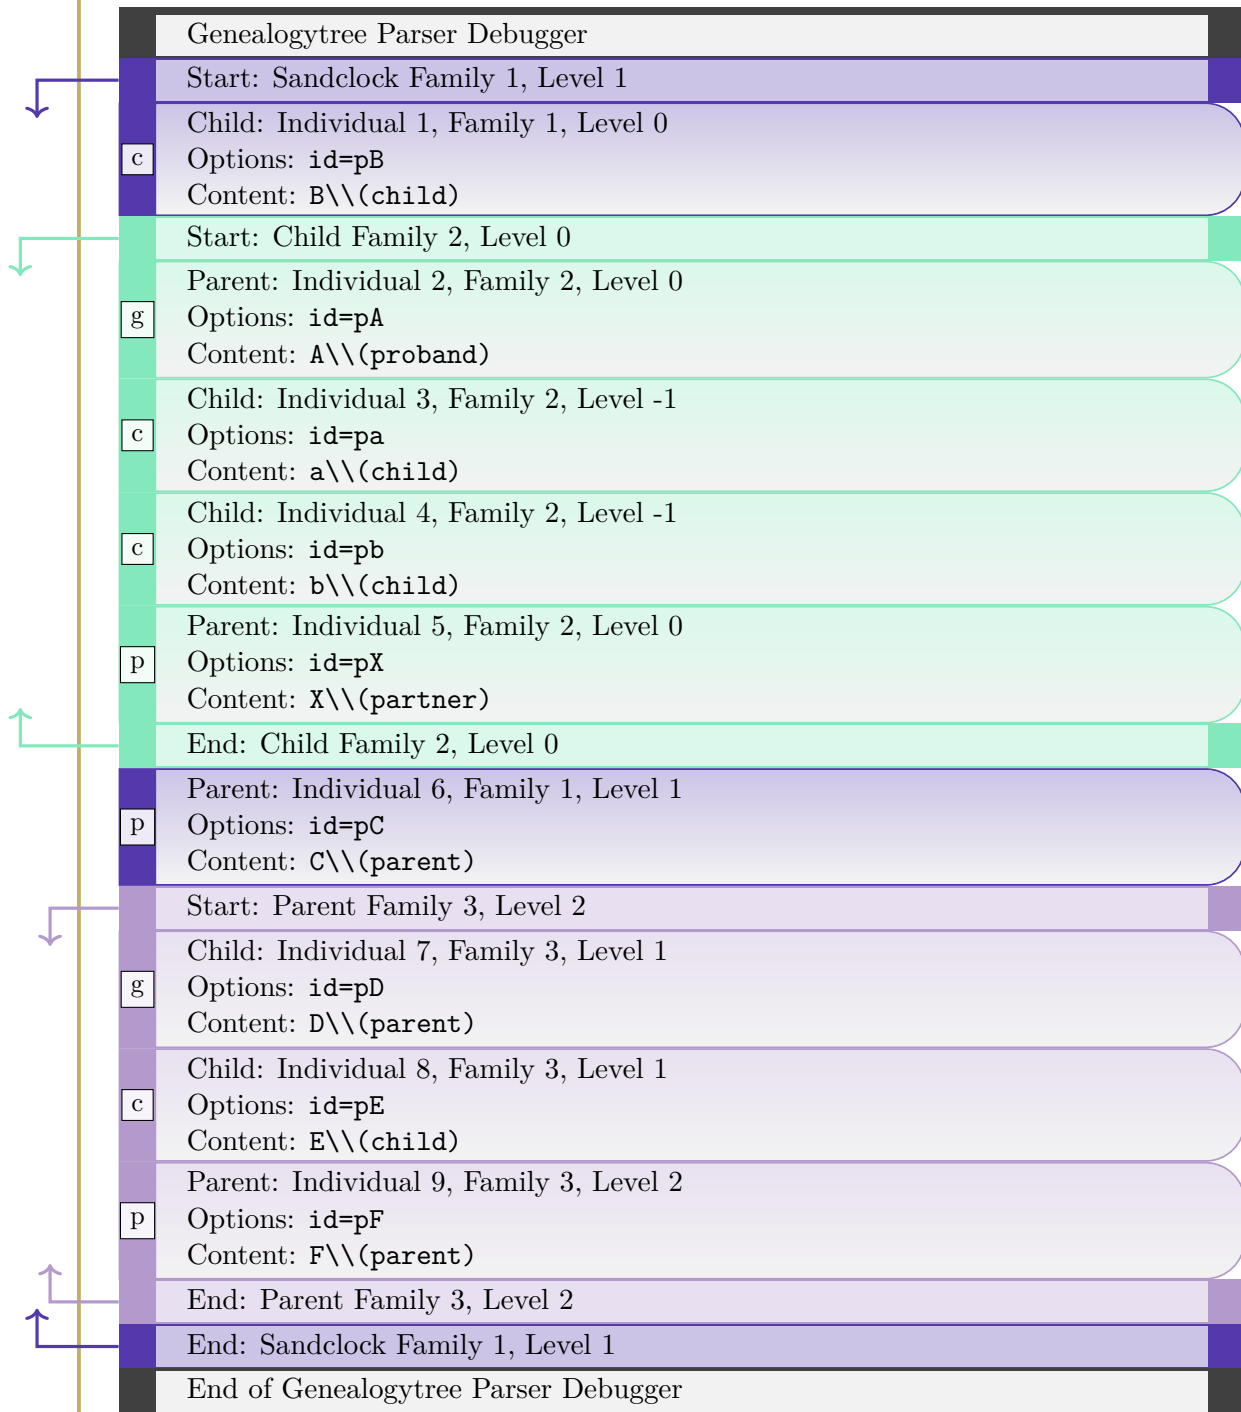 Genealogytree Parser Debugger
Start: Sandclock Family 1, Level 1
Child: Individual 1, Family 1, Level 0
c Options: id=pB
Content: B\\(child)
Start: Child Family 2, Level 0
Parent: Individual 2, Family 2, Level 0
g Options: id=pA
Content: A\\(proband)
Child: Individual 3, Family 2, Level -1
c Options: id=pa
Content: a\\(child)
Child: Individual 4, Family 2, Level -1
c Options: id=pb
Content: b\\(child)
Parent: Individual 5, Family 2, Level 0
p Options: id=pX
Content: X\\(partner)
End: Child Family 2, Level 0
Parent: Individual 6, Family 1, Level 1
p Options: id=pC
Content: C\\(parent)
Start: Parent Family 3, Level 2
Child: Individual 7, Family 3, Level 1
g Options: id=pD
Content: D\\(parent)
Child: Individual 8, Family 3, Level 1
c Options: id=pE
Content: E\\(child)
Parent: Individual 9, Family 3, Level 2
p Options: id=pF
Content: F\\(parent)
End: Parent Family 3, Level 2
End: Sandclock Family 1, Level 1
End of Genealogytree Parser Debugger